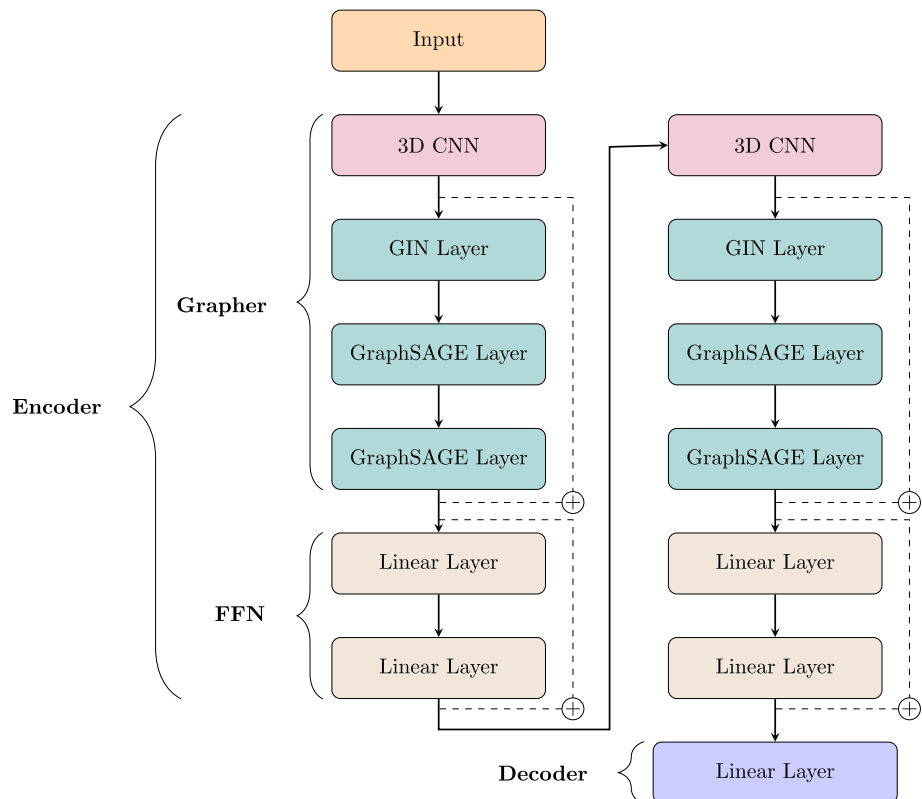 Input
3D CNN
GIN Layer
Grapher
GraphSAGE Layer
Encoder
GraphSAGE Layer
Linear Layer
FFN
Linear Layer
3D CNN
GIN Layer
GraphSAGE Layer
GraphSAGE Layer
Linear Layer
Linear Layer
Decoder
Linear Layer